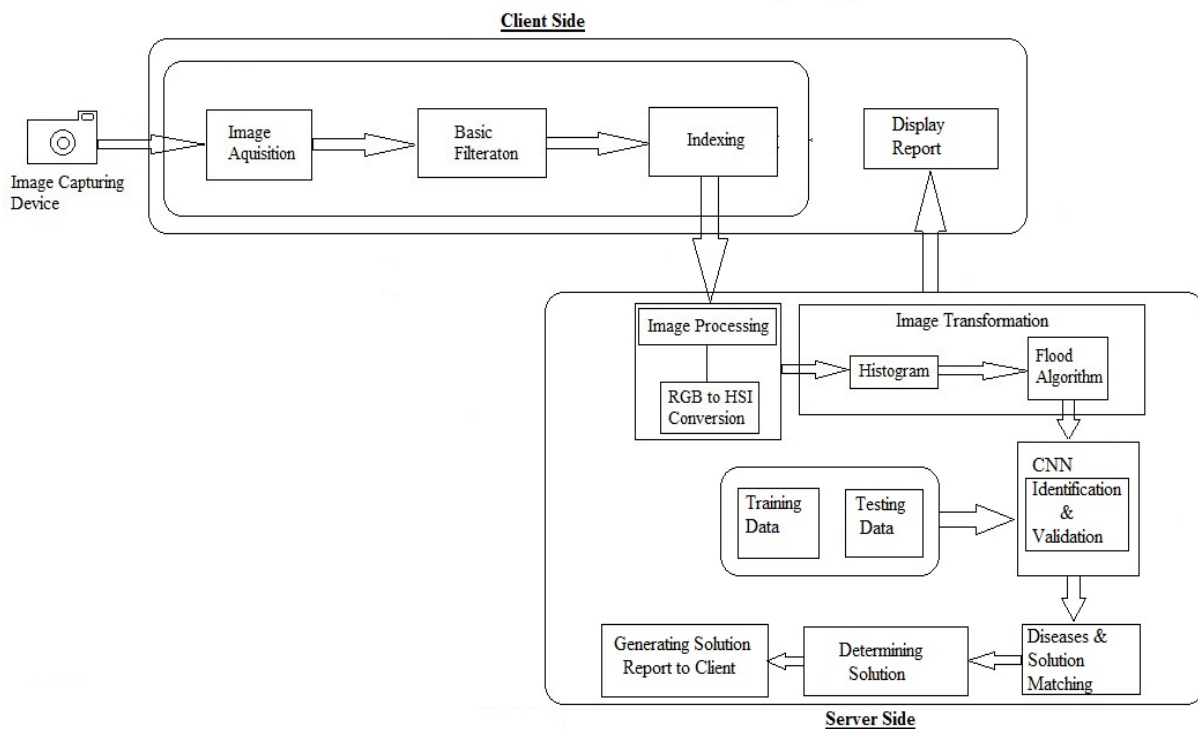 Client Side
Image Capturing
Device
Image
Aquisition
Basic
Filteraton
Indexing
Display
Report
Image Processing
RGB to HSI
Conversion
Image Transformation
Histogram
Flood
Algorithm
CNN
Identification
&
Validation
Training
Data
Testing
Data
Diseases &
Solution
Matching
Determining
Solution
Generating Solution
Report to Client
Server Side